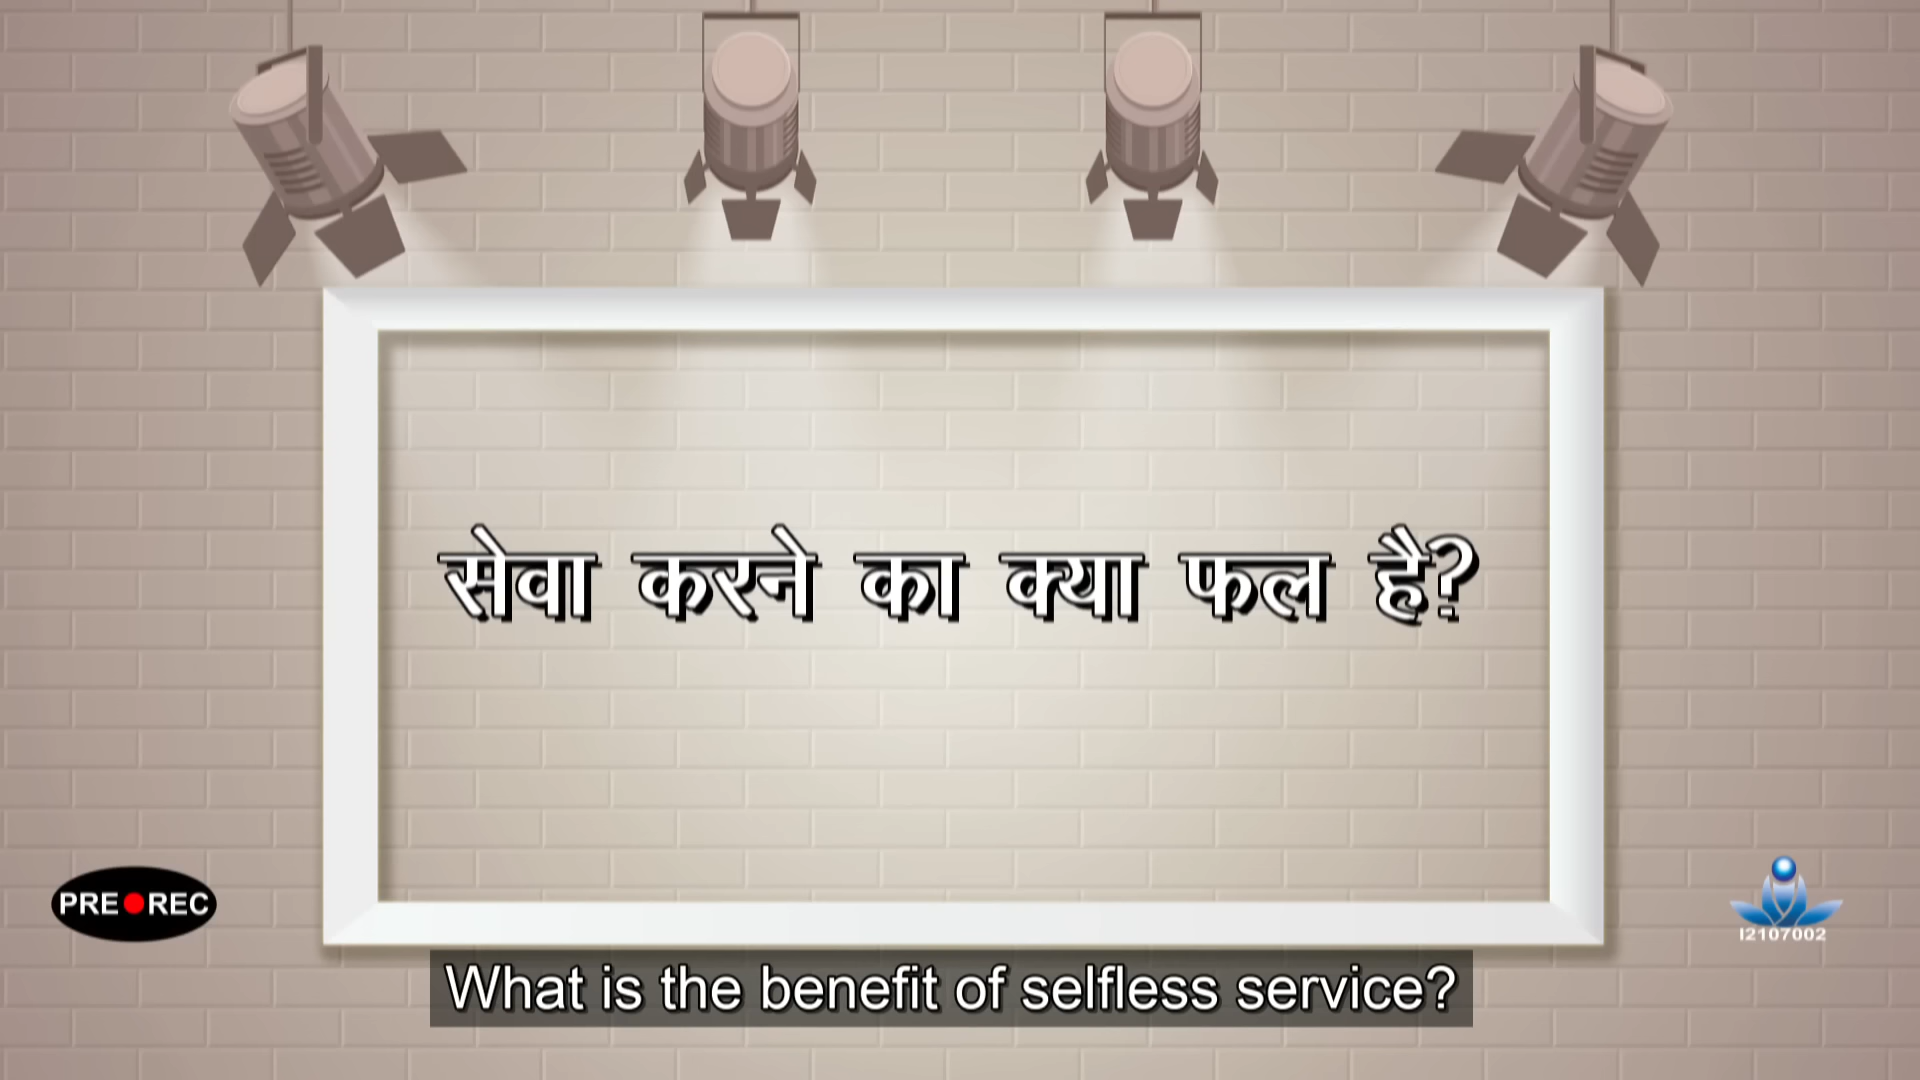 सेवा करने का क्या फल है?
PRE REC
I2107002
What is the benefit of selfless service?